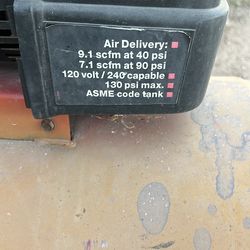 Air Delivery:
9.1 scfm at 40 psi
7.1 scfm at 90 psi
120 volt / 240 capable
130 psi max.
ASME code tank